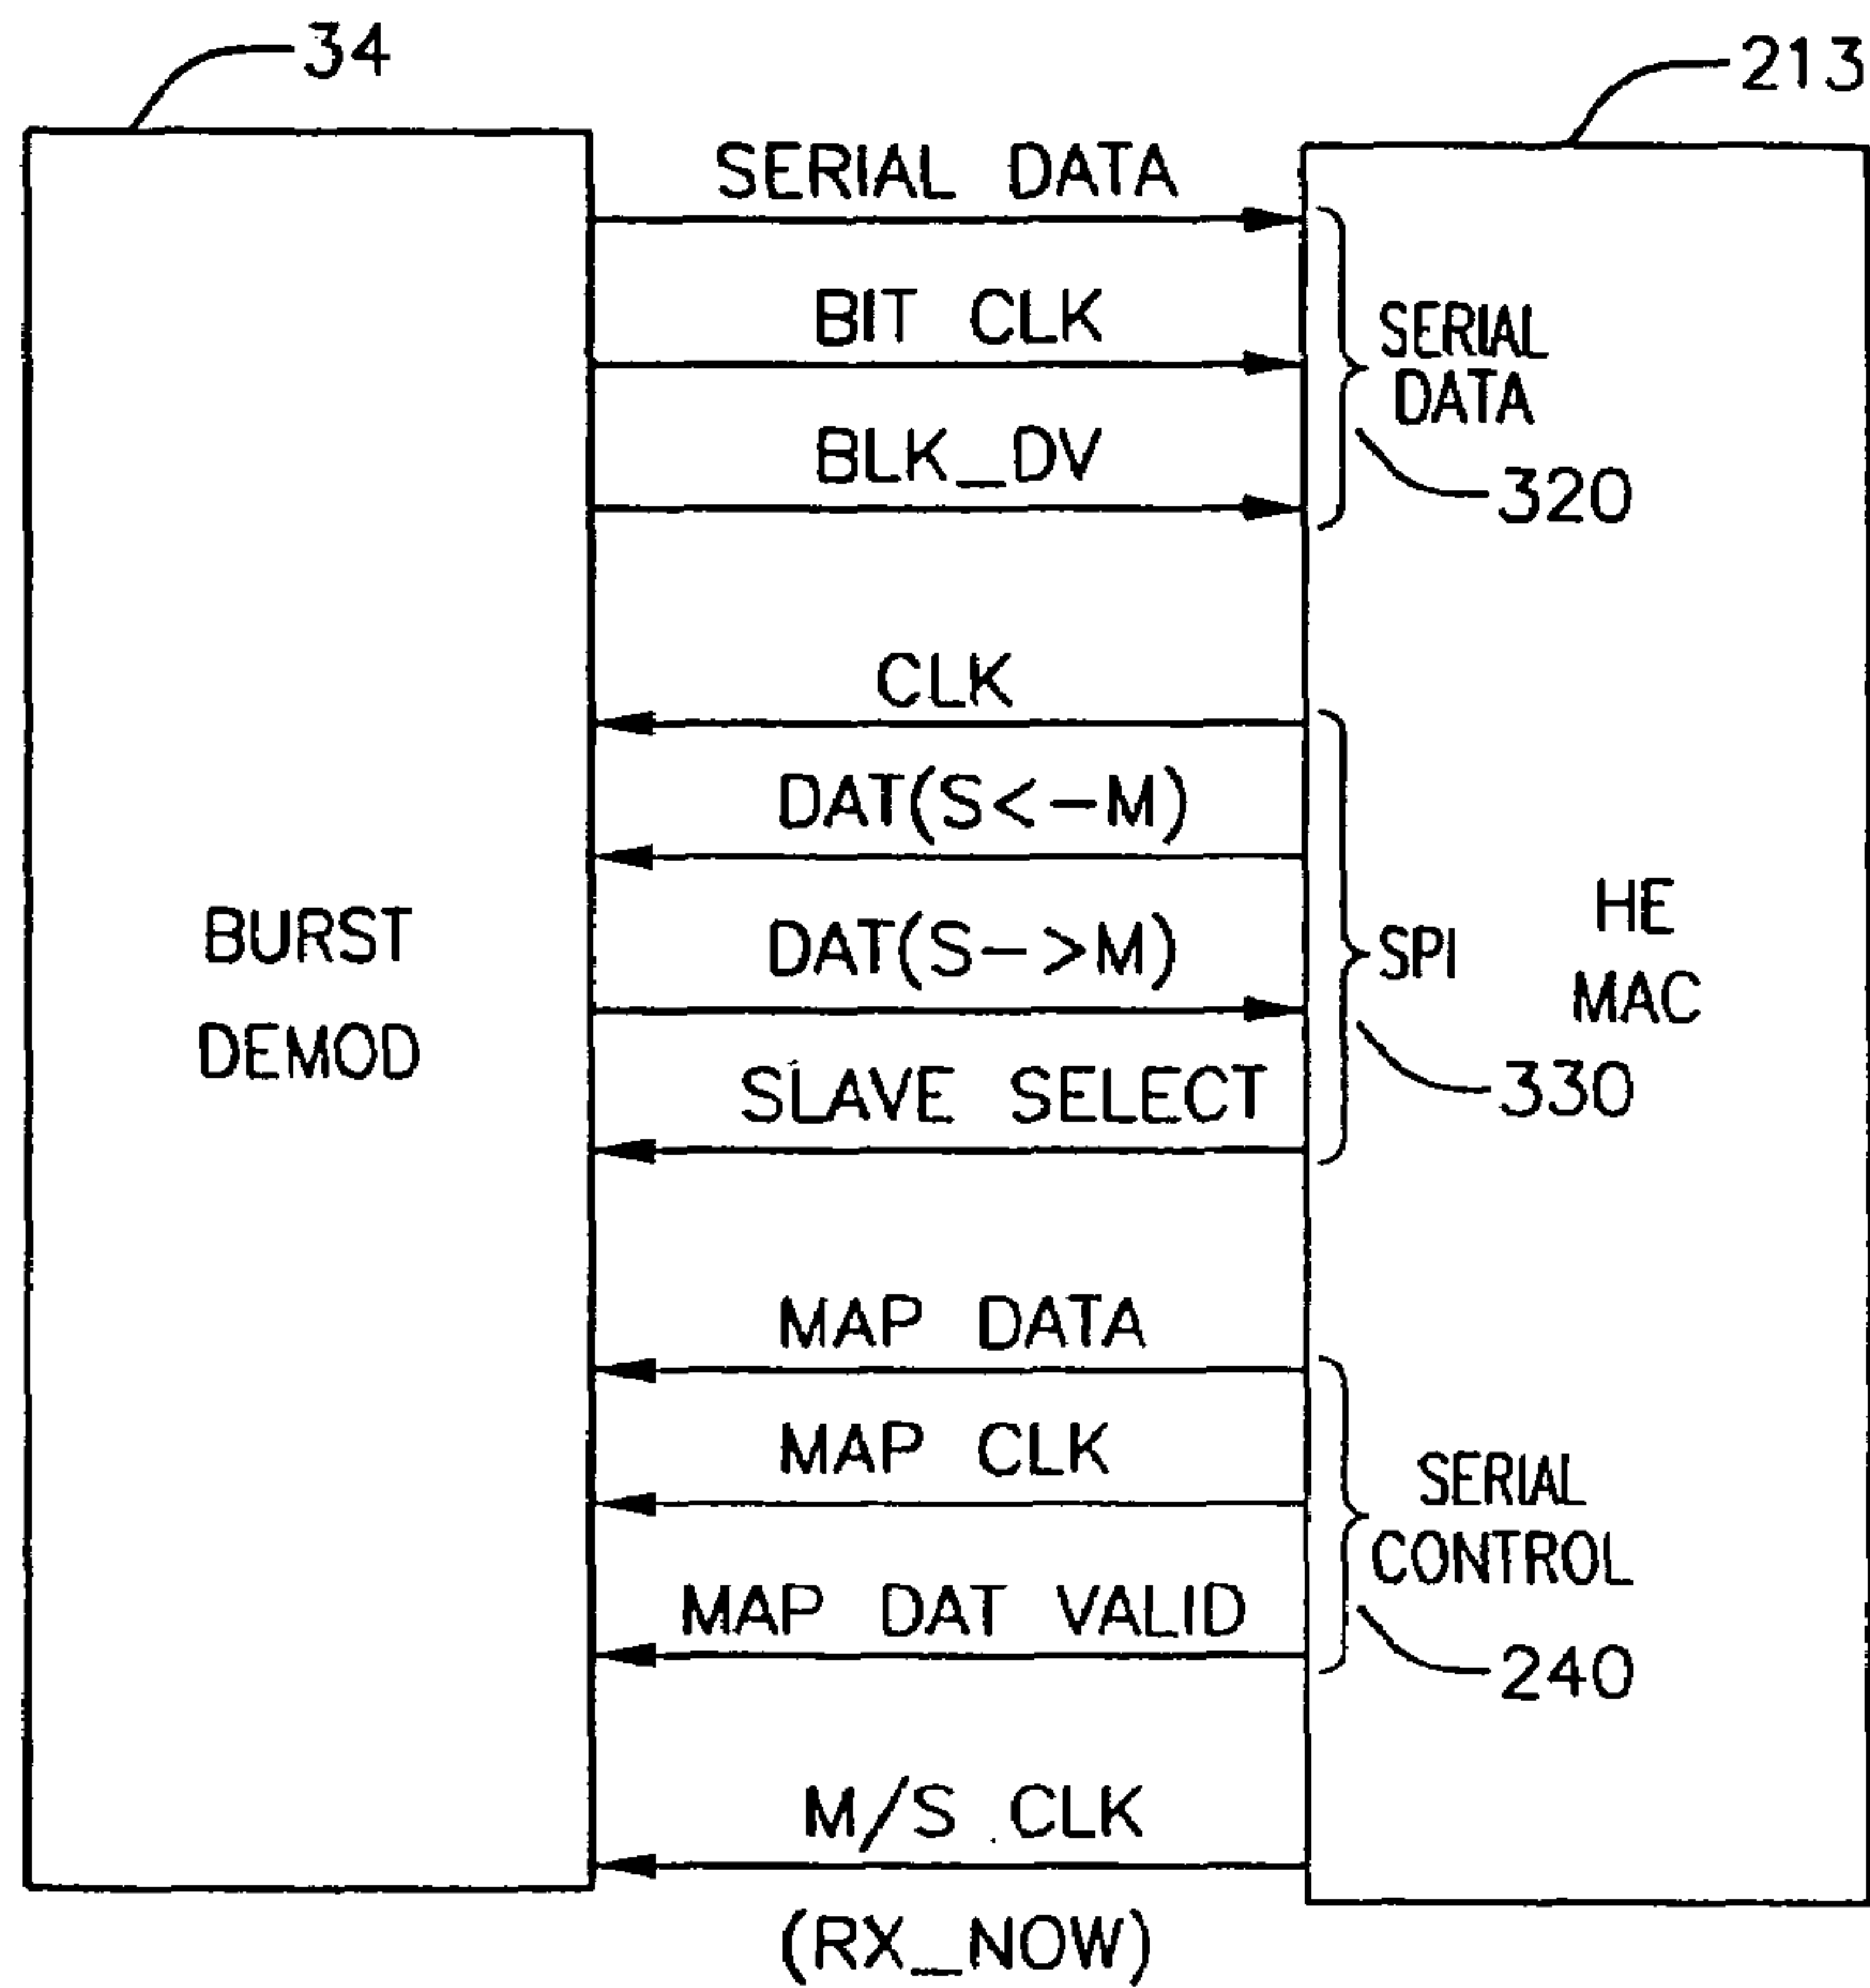 34
213
SERIAL DATA
BIT CLK
BLK_DV
SERIAL
DATA
320
CLK
DAT(S<-M)
DAT(S->M)
SLAVE SELECT
SPI
330
BURST
DEMOD
HE
MAC
MAP DATA
MAP CLK
MAP DAT VALID
SERIAL
CONTROL
240
M/S CLK
(RX_NOW)